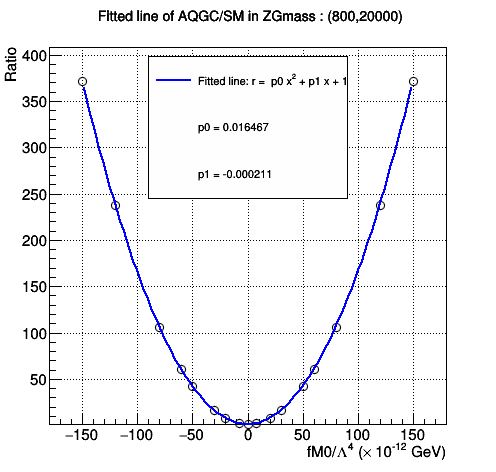 FItted line of AQGC/SM in ZGmass : (800,20000)
Ratio
400
350
300
250
200
150
100
50
Fitted line: r = p0 x² + p1 x + 1
p0 = 0.016467
p1 = -0.000211
−150 −100 −50 0 50 100 150
fM0/Λ⁴ (× 10⁻¹² GeV)